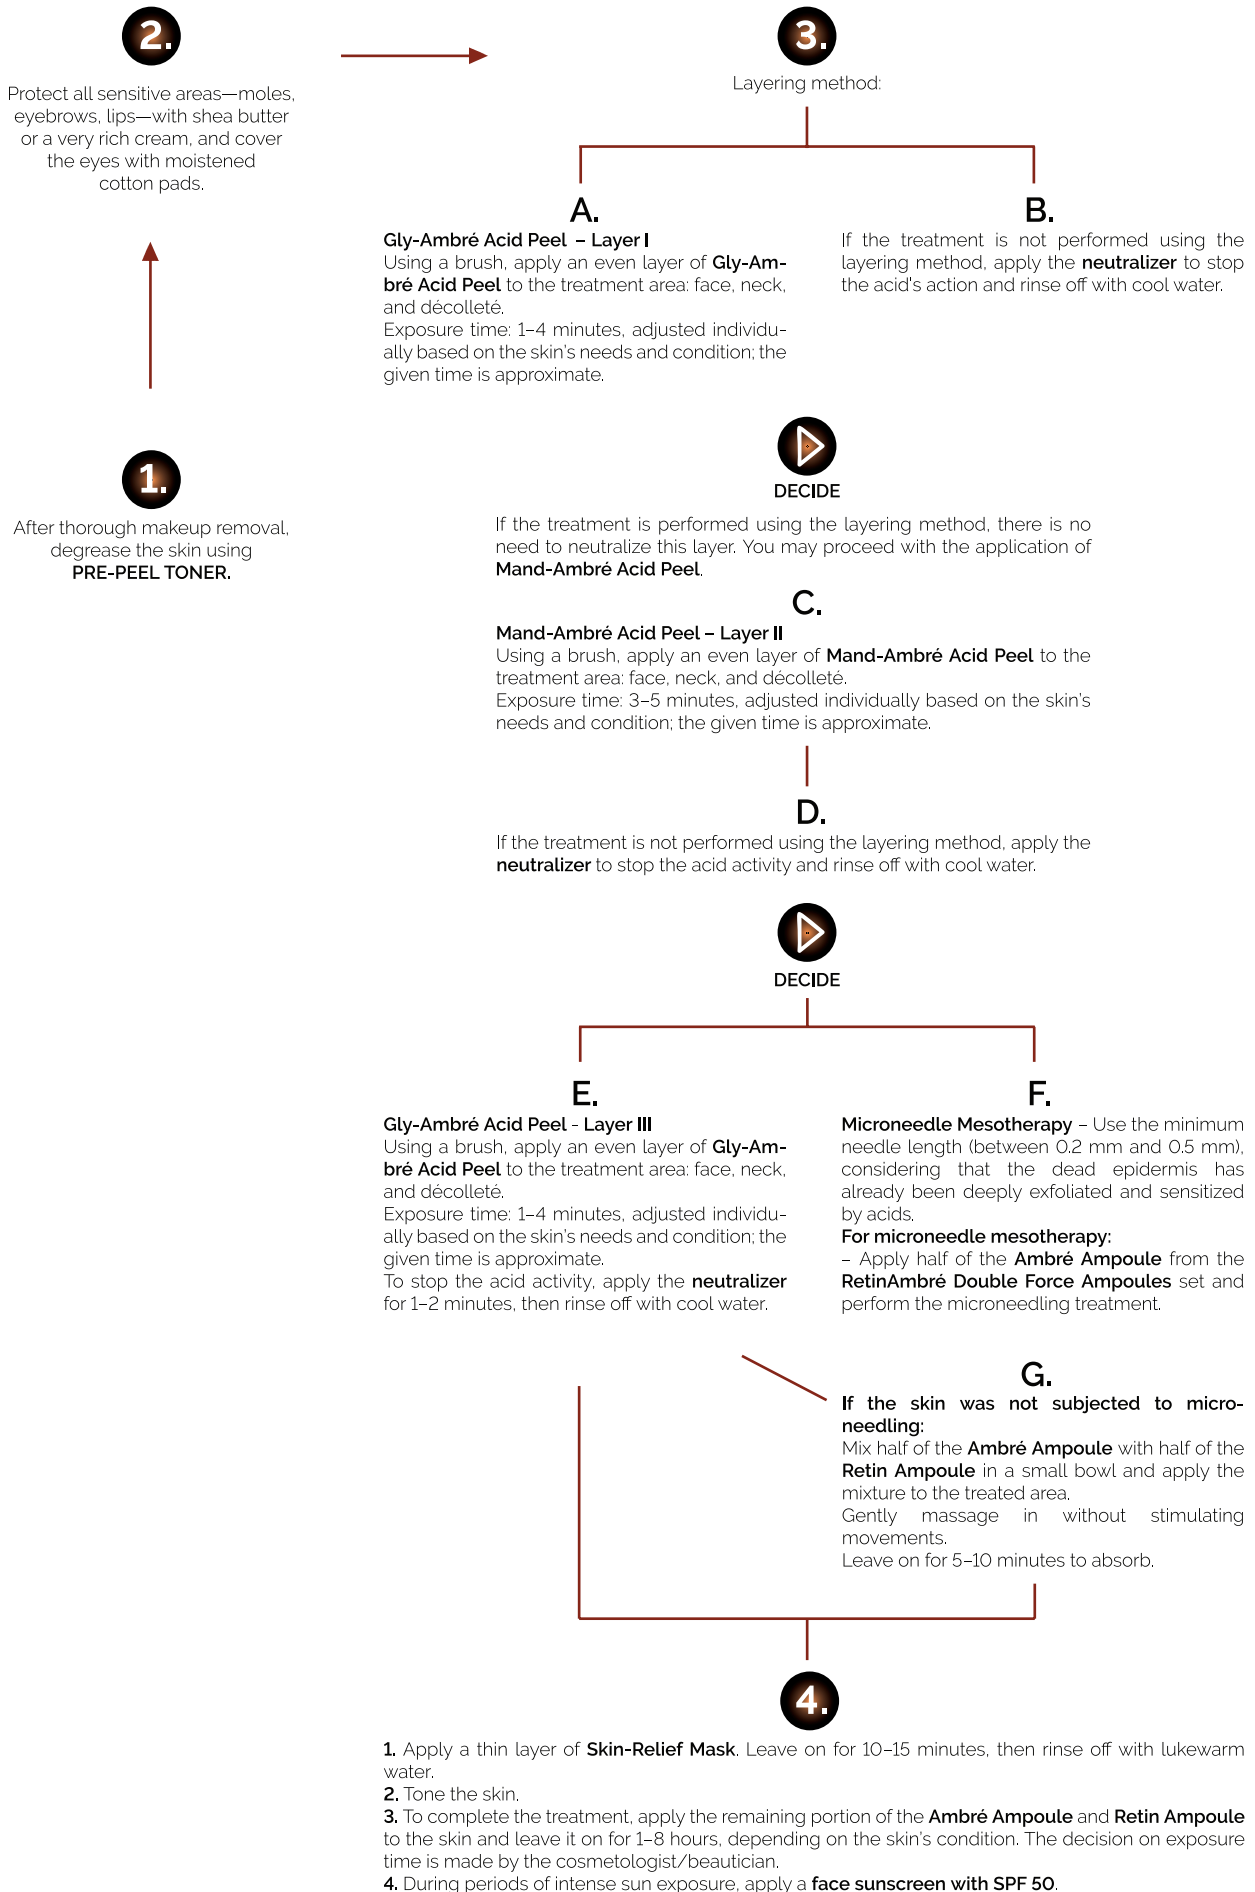 1.
After thorough makeup removal,
degrease the skin using
PRE-PEEL TONER.
2.
Protect all sensitive areas—moles,
eyebrows, lips—with shea butter
or a very rich cream, and cover
the eyes with moistened
cotton pads.
3.
Layering method:
A.
Gly-Ambré Acid Peel – Layer I
Using a brush, apply an even layer of Gly-Am-
bré Acid Peel to the treatment area: face, neck,
and décolleté.
Exposure time: 1–4 minutes, adjusted individu-
ally based on the skin's needs and condition; the
given time is approximate.
B.
If the treatment is not performed using the
layering method, apply the neutralizer to stop
the acid's action and rinse off with cool water.
DECIDE
If the treatment is performed using the layering method, there is no
need to neutralize this layer. You may proceed with the application of
Mand-Ambré Acid Peel.
C.
Mand-Ambré Acid Peel – Layer II
Using a brush, apply an even layer of Mand-Ambré Acid Peel to the
treatment area: face, neck, and décolleté.
Exposure time: 3–5 minutes, adjusted individually based on the skin's
needs and condition; the given time is approximate.
D.
If the treatment is not performed using the layering method, apply the
neutralizer to stop the acid activity and rinse off with cool water.
DECIDE
E.
Gly-Ambré Acid Peel - Layer III
Using a brush, apply an even layer of Gly-Am-
bré Acid Peel to the treatment area: face, neck,
and décolleté.
Exposure time: 1–4 minutes, adjusted individu-
ally based on the skin's needs and condition; the
given time is approximate.
To stop the acid activity, apply the neutralizer
for 1–2 minutes, then rinse off with cool water.
F.
Microneedle Mesotherapy – Use the minimum
needle length (between 0.2 mm and 0.5 mm),
considering that the dead epidermis has
already been deeply exfoliated and sensitized
by acids.
For microneedle mesotherapy:
– Apply half of the Ambré Ampoule from the
RetinAmbré Double Force Ampoules set and
perform the microneedling treatment.
G.
If the skin was not subjected to micro-
needling:
Mix half of the Ambré Ampoule with half of the
Retin Ampoule in a small bowl and apply the
mixture to the treated area.
Gently massage in without stimulating
movements.
Leave on for 5–10 minutes to absorb.
4.
1. Apply a thin layer of Skin-Relief Mask. Leave on for 10–15 minutes, then rinse off with lukewarm
water.
2. Tone the skin.
3. To complete the treatment, apply the remaining portion of the Ambré Ampoule and Retin Ampoule
to the skin and leave it on for 1–8 hours, depending on the skin's condition. The decision on exposure
time is made by the cosmetologist/beautician.
4. During periods of intense sun exposure, apply a face sunscreen with SPF 50.